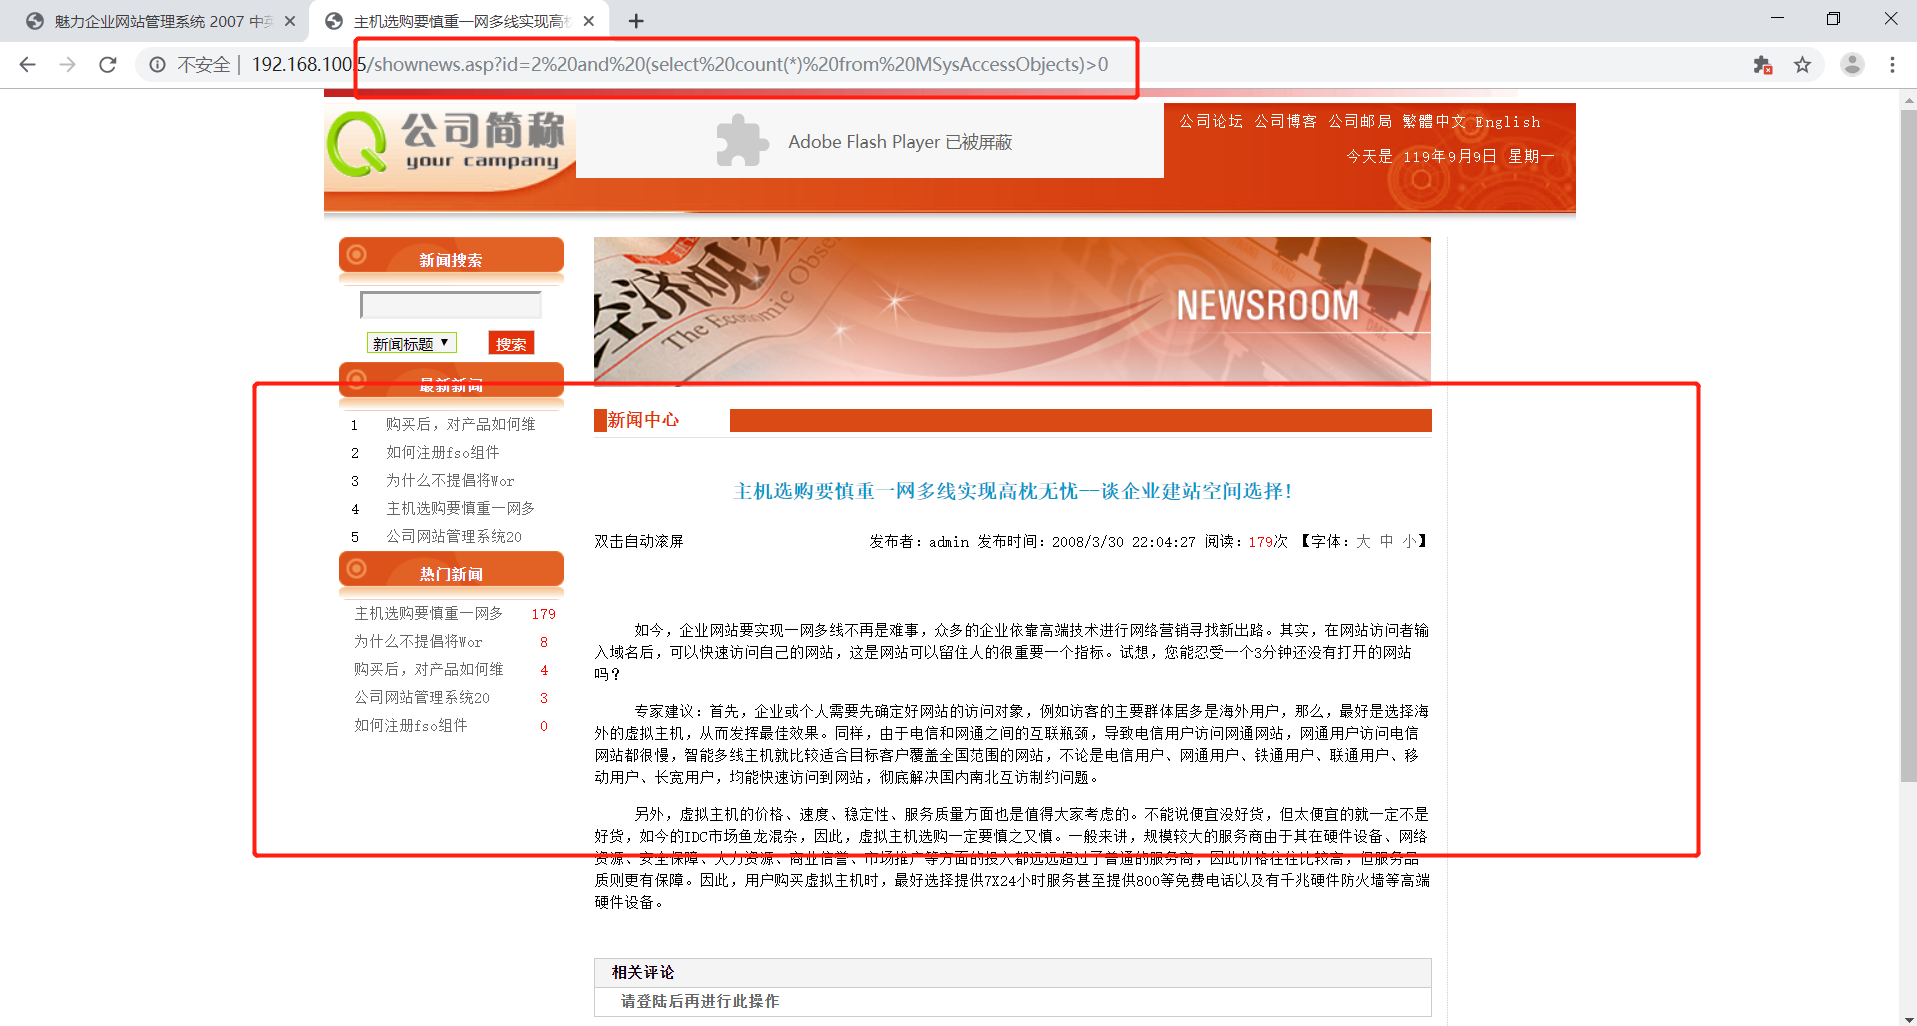 魅力企业网站管理系统 2007 中英
主机选购要慎重一网多线实现高枕
不安全 | 192.168.100.5/shownews.asp?id=2%20and%20(select%20count(*)%20from%20MSysAccessObjects)>0
公司简称
your company
Adobe Flash Player 已被屏蔽
公司论坛 公司博客 公司邮局 繁體中文 English
今天是 119年9月9日 星期一
新闻搜索
新闻标题
搜索
The Economic Obse
NEWSROOM
最新新闻
1 购买后，对产品如何维
2 如何注册fso组件
3 为什么不提倡将Wor
4 主机选购要慎重一网多
5 公司网站管理系统20
热门新闻
主机选购要慎重一网多 179
为什么不提倡将Wor 8
购买后，对产品如何维 4
公司网站管理系统20 3
如何注册fso组件 0
新闻中心
主机选购要慎重一网多线实现高枕无忧--谈企业建站空间选择！
双击自动滚屏 发布者：admin 发布时间：2008/3/30 22:04:27 阅读：179次 【字体：大 中 小】
如今，企业网站要实现一网多线不再是难事，众多的企业依靠高端技术进行网络营销寻找新出路。其实，在网站访问者输
入域名后，可以快速访问自己的网站，这是网站可以留住人的很重要一个指标。试想，您能忍受一个3分钟还没有打开的网站
吗？
专家建议：首先，企业或个人需要先确定好网站的访问对象，例如访客的主要群体居多是海外用户，那么，最好是选择海
外的虚拟主机，从而发挥最佳效果。同样，由于电信和网通之间的互联瓶颈，导致电信用户访问网通网站，网通用户访问电信
网站都很慢，智能多线主机就比较适合目标客户覆盖全国范围的网站，不论是电信用户、网通用户、铁通用户、联通用户、移
动用户、长宽用户，均能快速访问到网站，彻底解决国内南北互访制约问题。
另外，虚拟主机的价格、速度、稳定性、服务质量方面也是值得大家考虑的。不能说便宜没好货，但太便宜的就一定不是
好货，如今的IDC市场鱼龙混杂，因此，虚拟主机选购一定要慎之又慎。一般来讲，规模较大的服务商由于其在硬件设备、网络
资源、安全保障、人力资源、商业信誉、市场推广等方面的投入都远远超过了普通的服务商，因此价格往往比较高，但服务品
质则更有保障。因此，用户购买虚拟主机时，最好选择提供7X24小时服务甚至提供800等免费电话以及有千兆硬件防火墙等高端
硬件设备。
相关评论
请登陆后再进行此操作